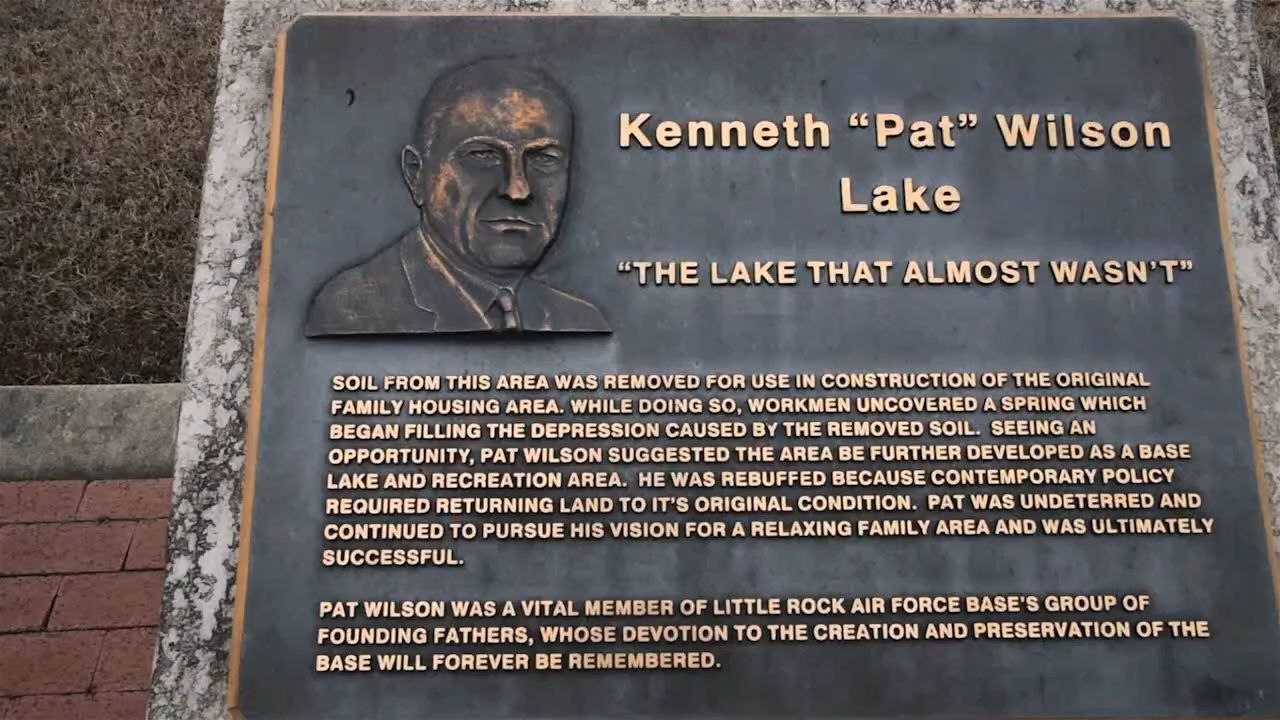 Kenneth “Pat” Wilson
Lake
“THE LAKE THAT ALMOST WASN’T”
SOIL FROM THIS AREA WAS REMOVED FOR USE IN CONSTRUCTION OF THE ORIGINAL
FAMILY HOUSING AREA. WHILE DOING SO, WORKMEN UNCOVERED A SPRING WHICH
BEGAN FILLING THE DEPRESSION CAUSED BY THE REMOVED SOIL. SEEING AN
OPPORTUNITY, PAT WILSON SUGGESTED THE AREA BE FURTHER DEVELOPED AS A BASE
LAKE AND RECREATION AREA. HE WAS REBUFFED BECAUSE CONTEMPORARY POLICY
REQUIRED RETURNING LAND TO IT’S ORIGINAL CONDITION. PAT WAS UNDETERRED AND
CONTINUED TO PURSUE HIS VISION FOR A RELAXING FAMILY AREA AND WAS ULTIMATELY
SUCCESSFUL.
PAT WILSON WAS A VITAL MEMBER OF LITTLE ROCK AIR FORCE BASE’S GROUP OF
FOUNDING FATHERS, WHOSE DEVOTION TO THE CREATION AND PRESERVATION OF THE
BASE WILL FOREVER BE REMEMBERED.